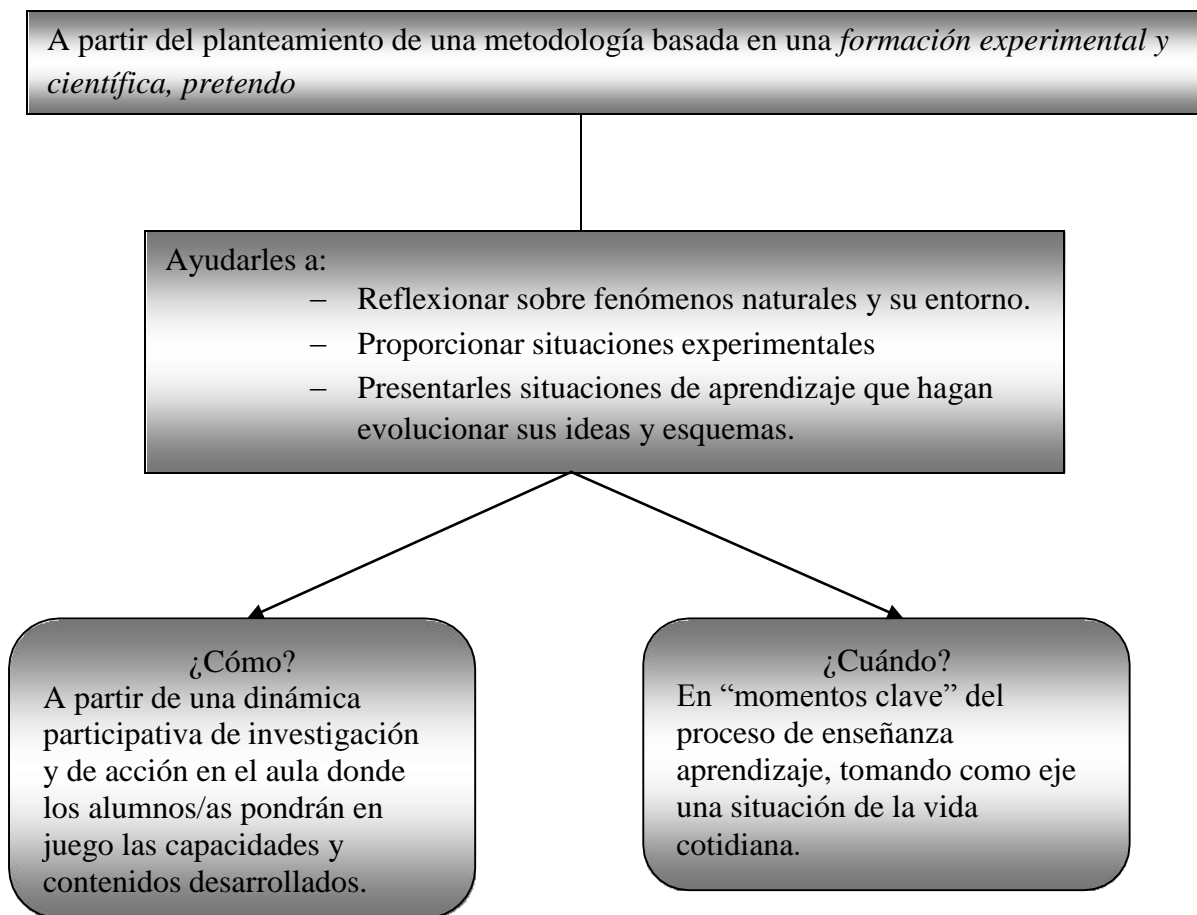 A partir del planteamiento de una metodología basada en una formación experimental y
científica, pretendo
Ayudarles a:
− Reflexionar sobre fenómenos naturales y su entorno.
− Proporcionar situaciones experimentales
− Presentarles situaciones de aprendizaje que hagan
evolucionar sus ideas y esquemas.
¿Cómo?
A partir de una dinámica
participativa de investigación
y de acción en el aula donde
los alumnos/as pondrán en
juego las capacidades y
contenidos desarrollados.
¿Cuándo?
En “momentos clave” del
proceso de enseñanza
aprendizaje, tomando como eje
una situación de la vida
cotidiana.